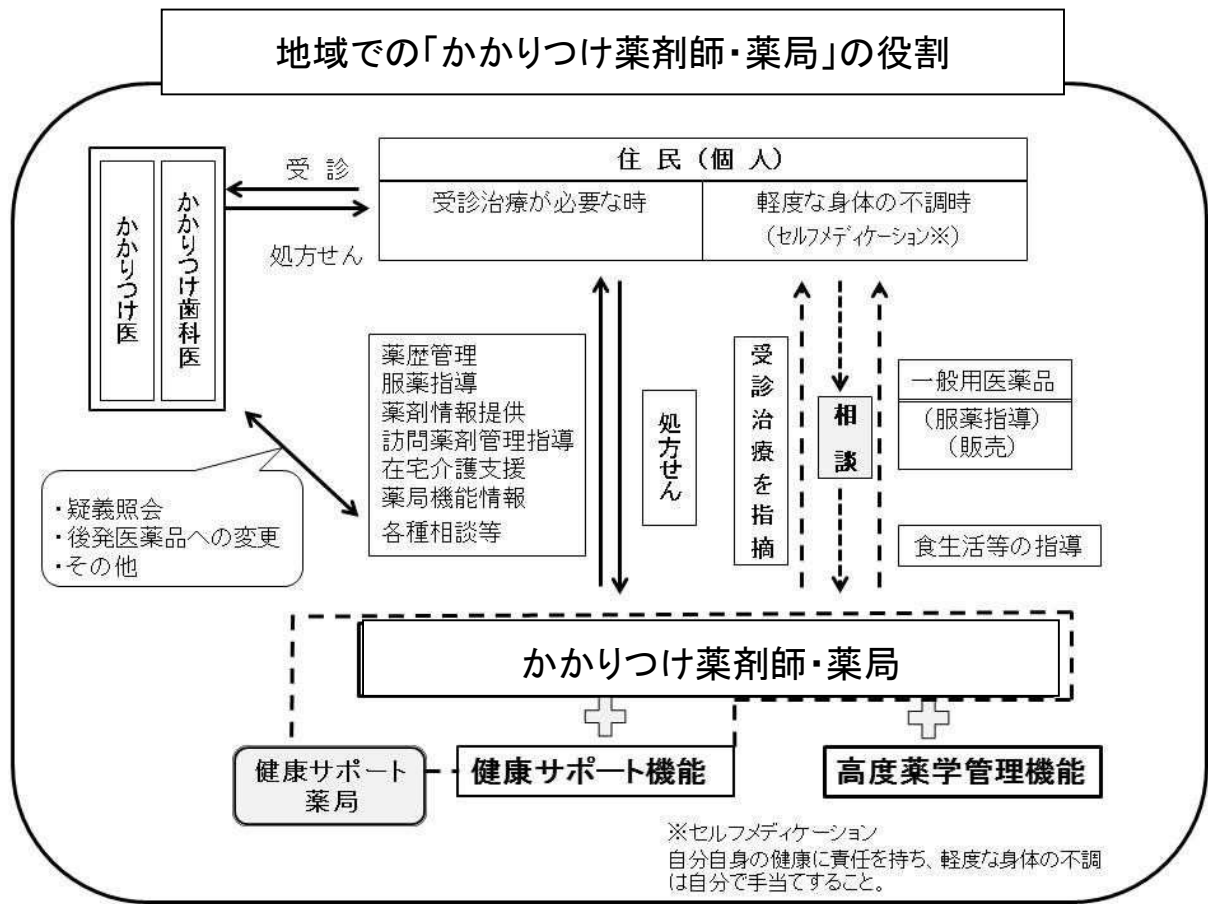 地域での「かかりつけ薬剤師・薬局」の役割
かかりつけ医
かかりつけ歯科医
受 診
処方せん
住 民 （個 人）
受診治療が必要な時
軽度な身体の不調時
（セルフメディケーション※）
薬歴管理
服薬指導
薬剤情報提供
訪問薬剤管理指導
在宅介護支援
薬局機能情報
各種相談等
処方せん
受診治療を指摘
相談
一般用医薬品
（服薬指導）
（販売）
食生活等の指導
・疑義照会
・後発医薬品への変更
・その他
かかりつけ薬剤師・薬局
健康サポート
薬局
健康サポート機能
高度薬学管理機能
※セルフメディケーション
自分自身の健康に責任を持ち、軽度な身体の不調
は自分で手当てすること。